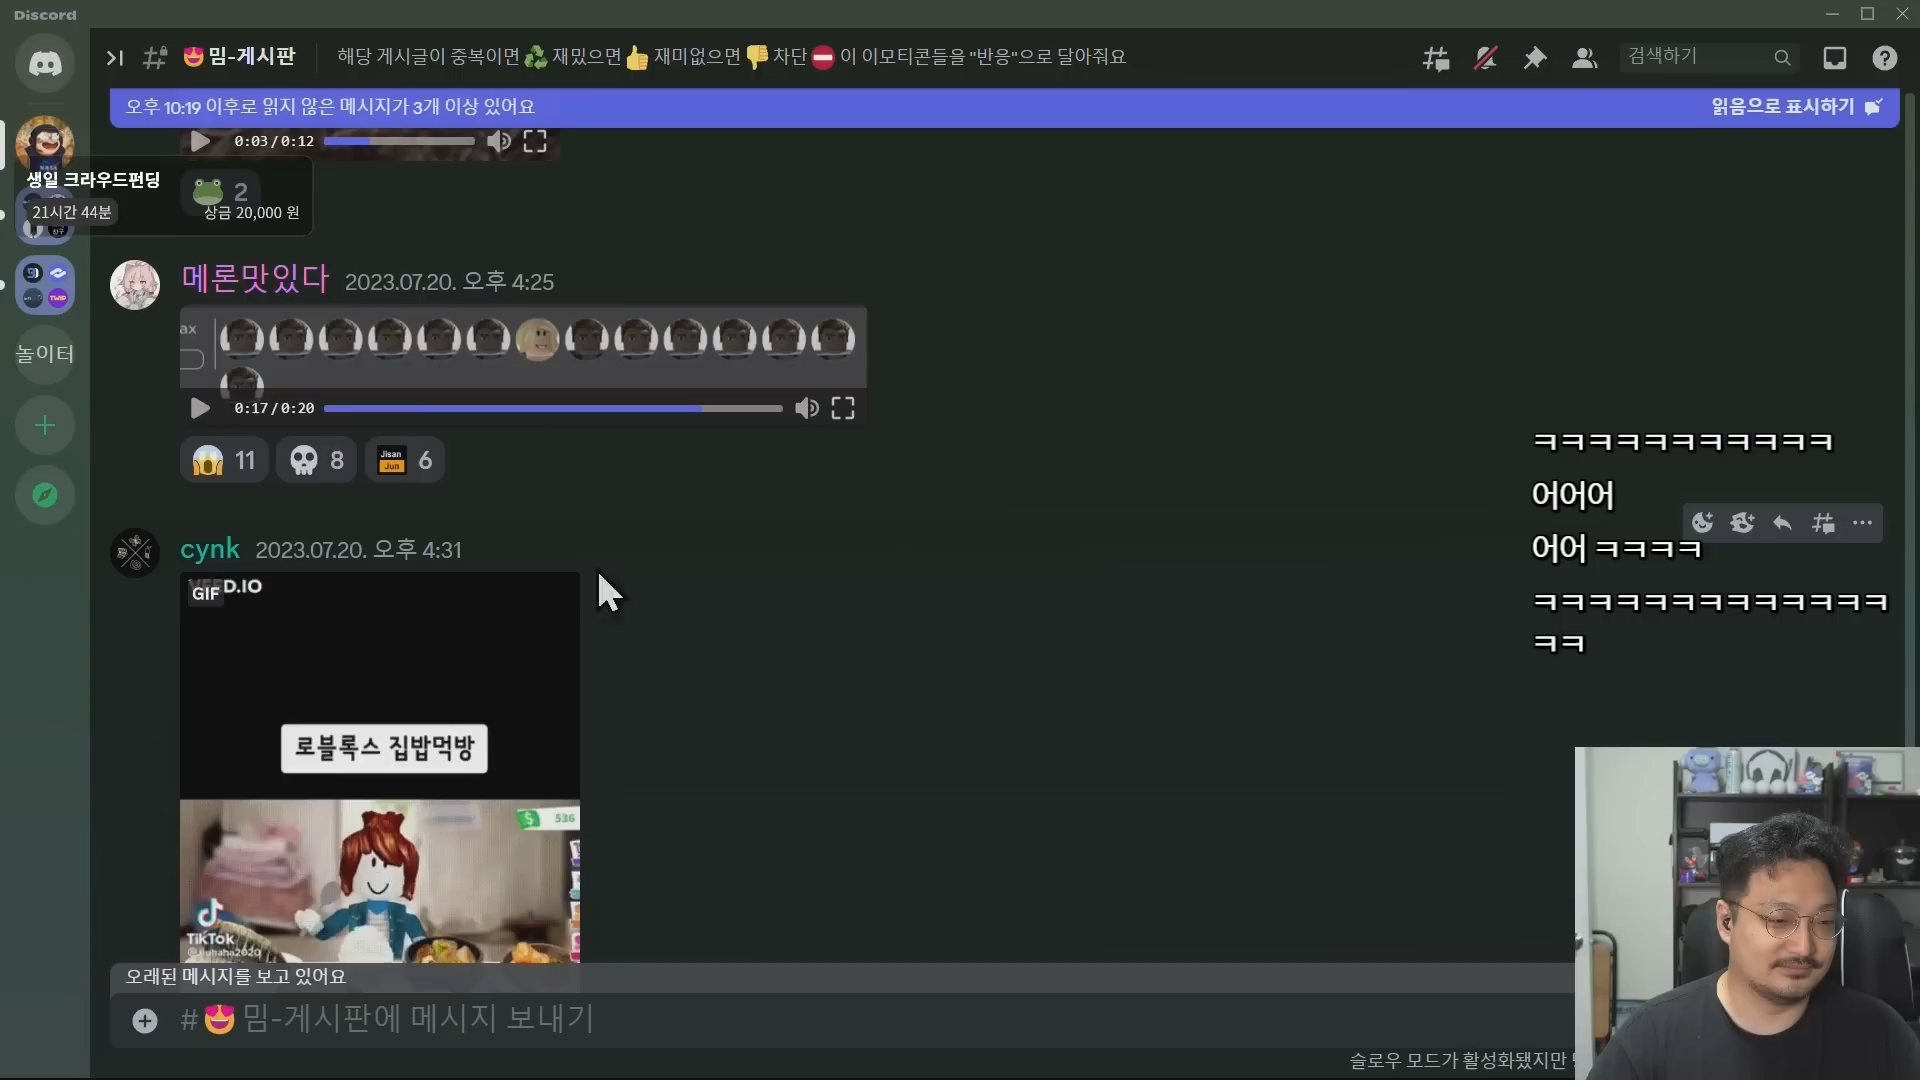 Discord
밈-게시판
해당 게시글이 중복이면 재밌으면 재미없으면 차단 이 이모티콘들을 "반응"으로 달아줘요
검색하기
오후 10:19 이후로 읽지 않은 메시지가 3개 이상 있어요
읽음으로 표시하기
0:03/0:12
생일 크라우드펀딩
2
21시간 44분
상금 20,000 원
메론맛있다 2023.07.20. 오후 4:25
ax
0:17/0:20
11
8
Jisan
Jun
6
놀이터
ㅋㅋㅋㅋㅋㅋㅋㅋㅋㅋㅋ
어어어
어어 ㅋㅋㅋㅋ
ㅋㅋㅋㅋㅋㅋㅋㅋㅋㅋㅋㅋㅋ
ㅋㅋ
cynk 2023.07.20. 오후 4:31
D.IO
GIF
로블록스 집밥먹방
$ 536
TikTok
오래된 메시지를 보고 있어요
#밈-게시판에 메시지 보내기
슬로우 모드가 활성화됐지만